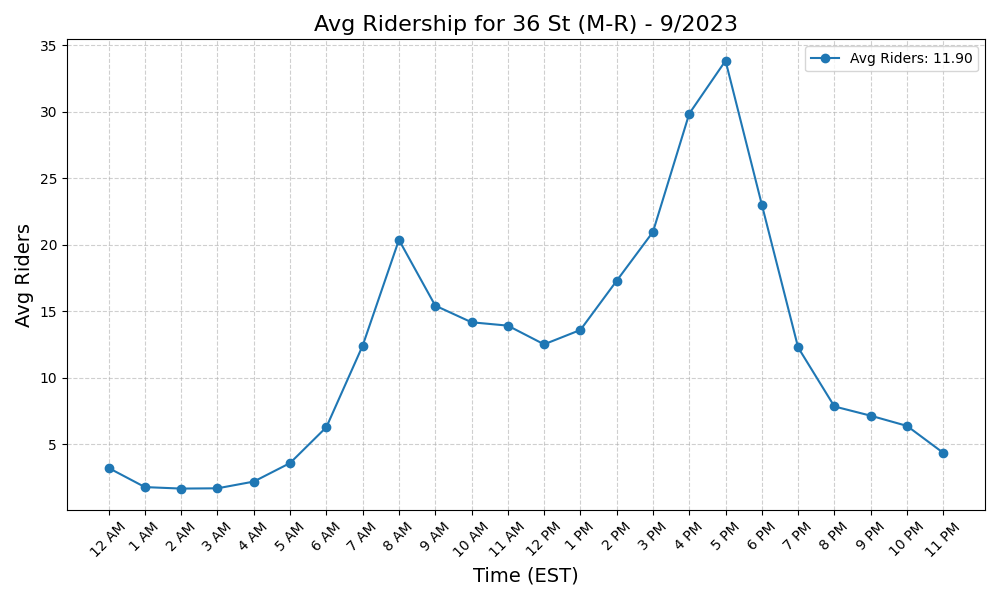 Avg Ridership for 36 St (M-R) - 9/2023
Avg Riders: 11.90
Avg Riders
35
30
25
20
15
10
5
12 AM
1 AM
2 AM
3 AM
4 AM
5 AM
6 AM
7 AM
8 AM
9 AM
10 AM
11 AM
12 PM
1 PM
2 PM
3 PM
4 PM
5 PM
6 PM
7 PM
8 PM
9 PM
10 PM
11 PM
Time (EST)